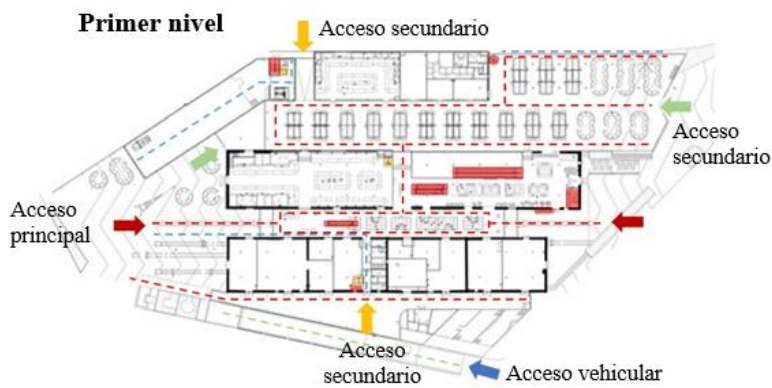 Primer nivel
Acceso secundario
Acceso
secundario
Acceso
principal
Acceso
secundario
Acceso vehicular